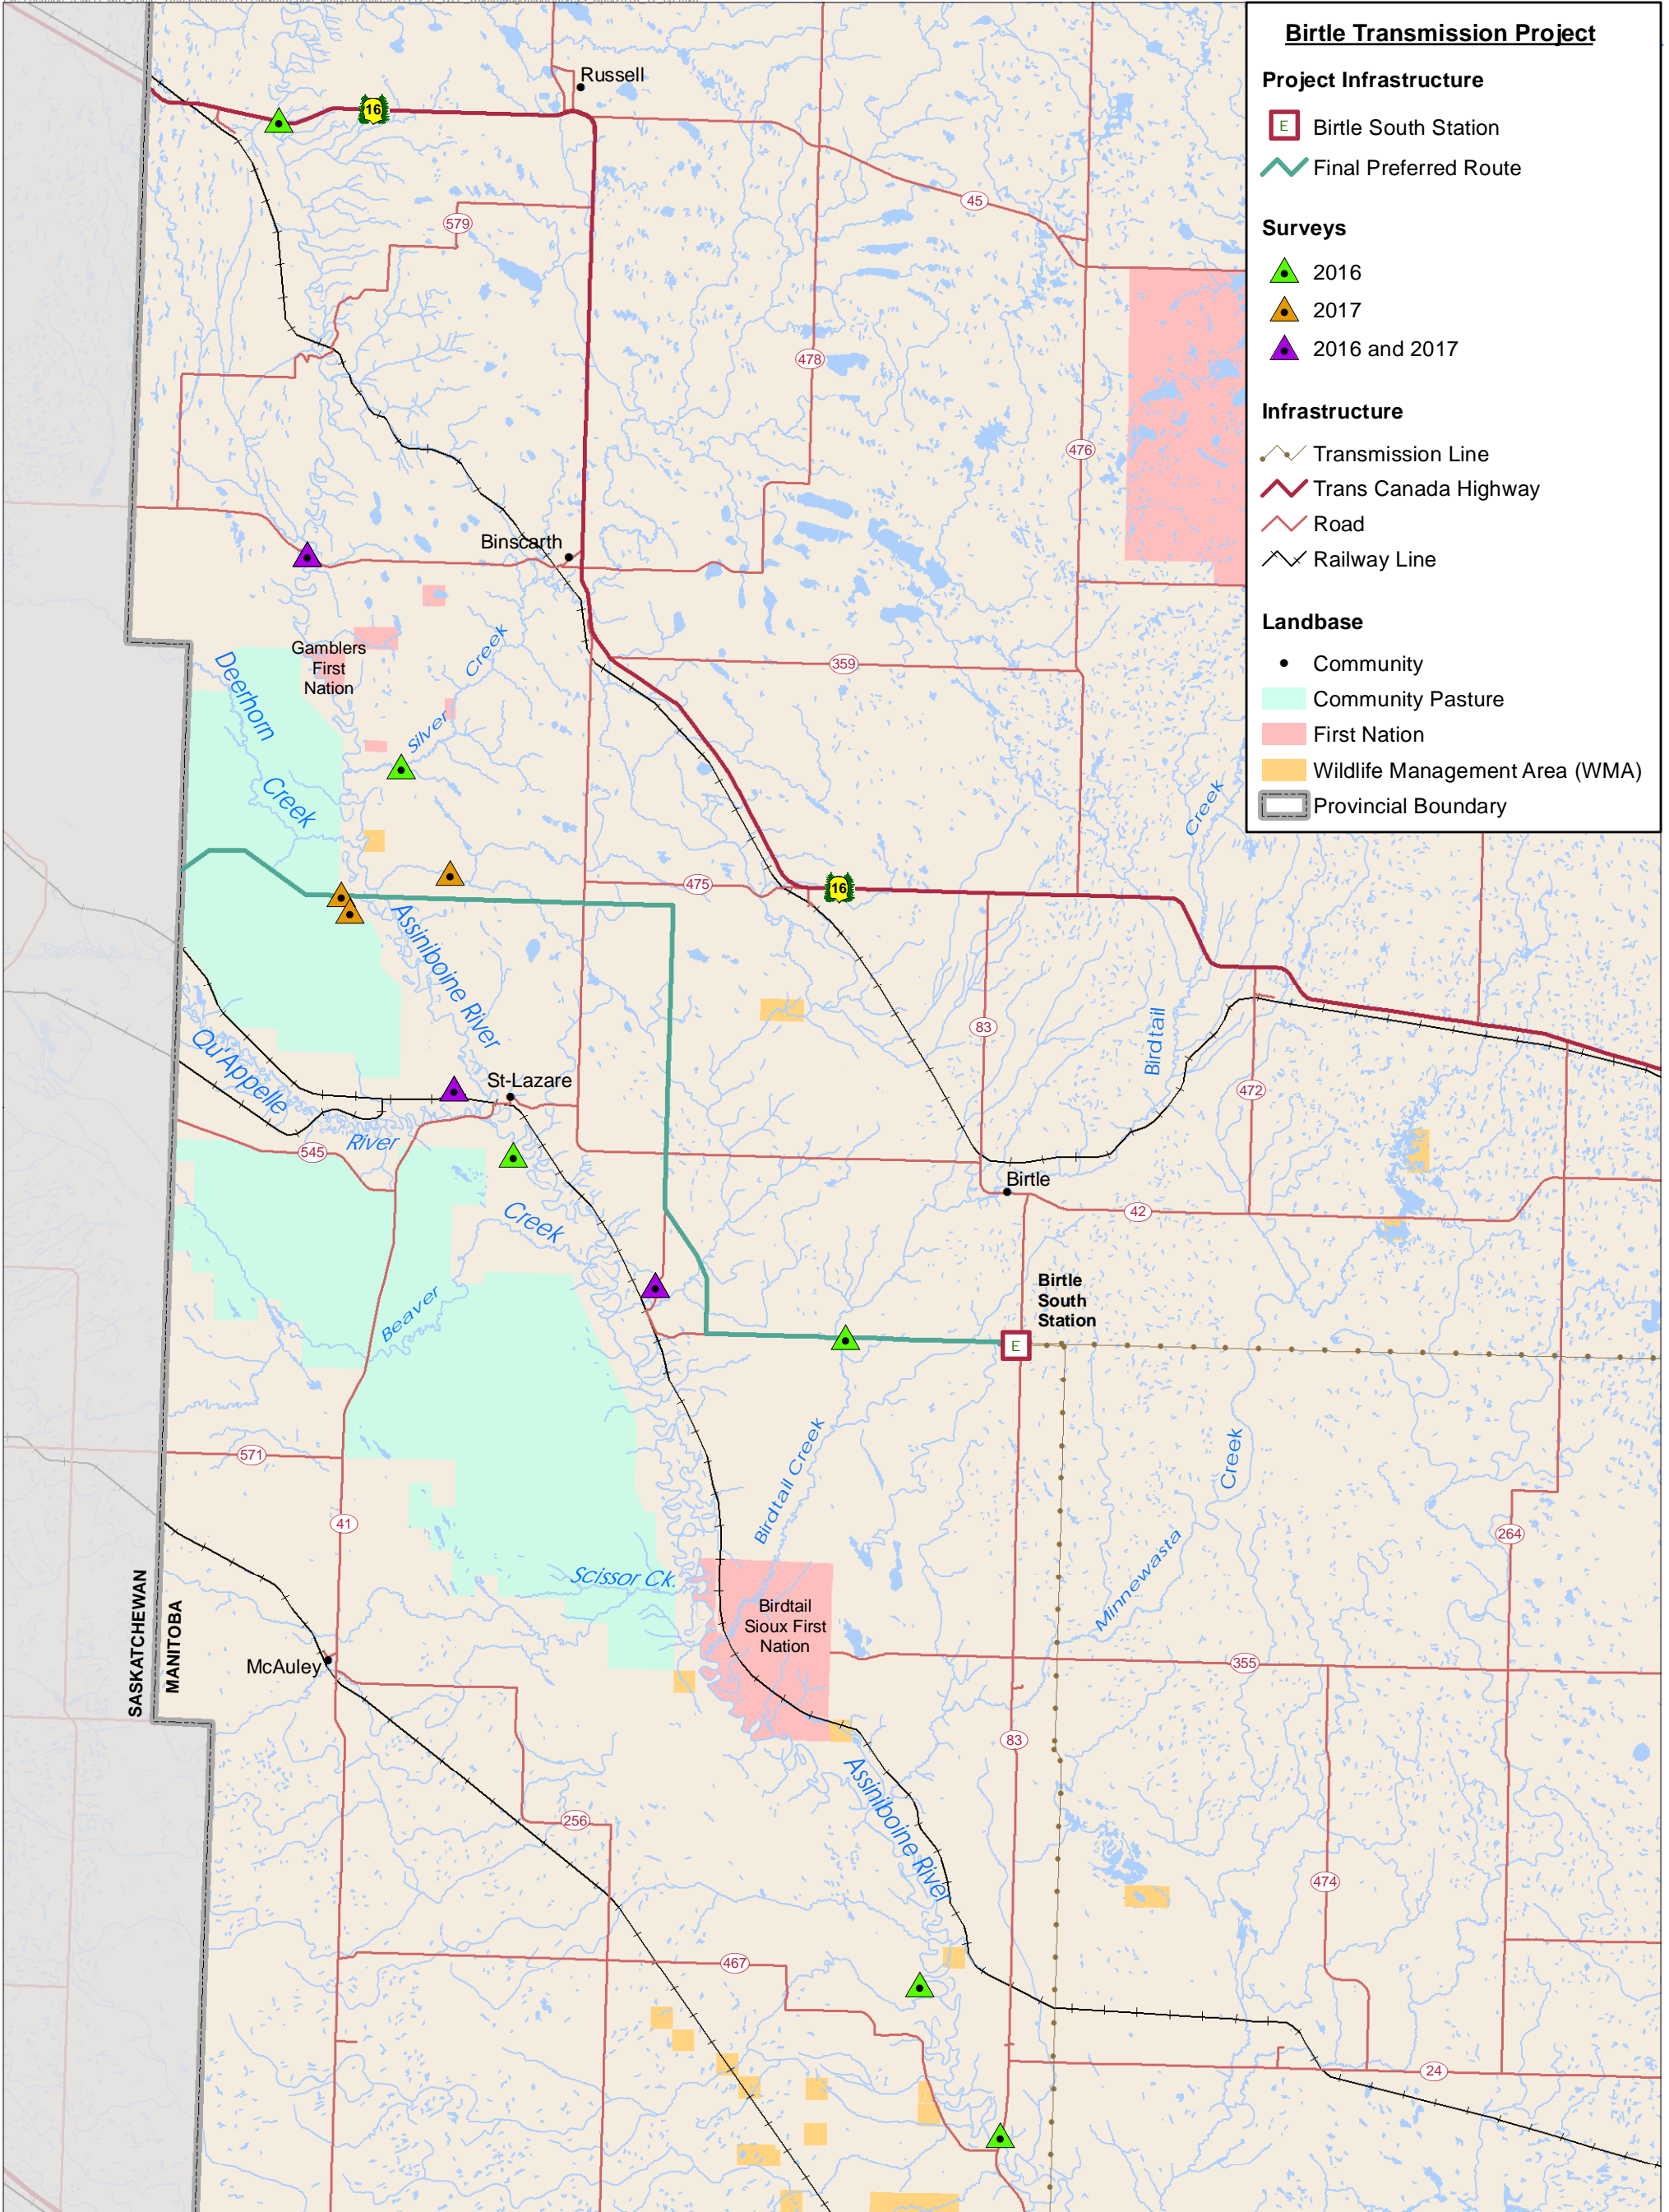 Birtle Transmission Project
Project Infrastructure
E
Birtle South Station
Final Preferred Route
Surveys
2016
2017
2016 and 2017
Infrastructure
Transmission Line
Trans Canada Highway
Road
Railway Line
Landbase
Community
Community Pasture
First Nation
Wildlife Management Area (WMA)
Provincial Boundary
Russell
16
45
579
478
476
Binscarth
Gamblers
First
Nation
Silver
Creek
359
Deerhorn
Creek
Creek
475
16
Assiniboine River
83
Birdtail
Qu'Appelle
River
St-Lazare
472
545
Birtle
42
Creek
Beaver
Birtle
South
Station
E
571
Birdtail Creek
Creek
Minnewasta
41
264
Scissor Ck.
Birdtail
Sioux First
Nation
SASKATCHEWAN
MANITOBA
McAuley
355
83
Assiniboine River
256
474
467
24